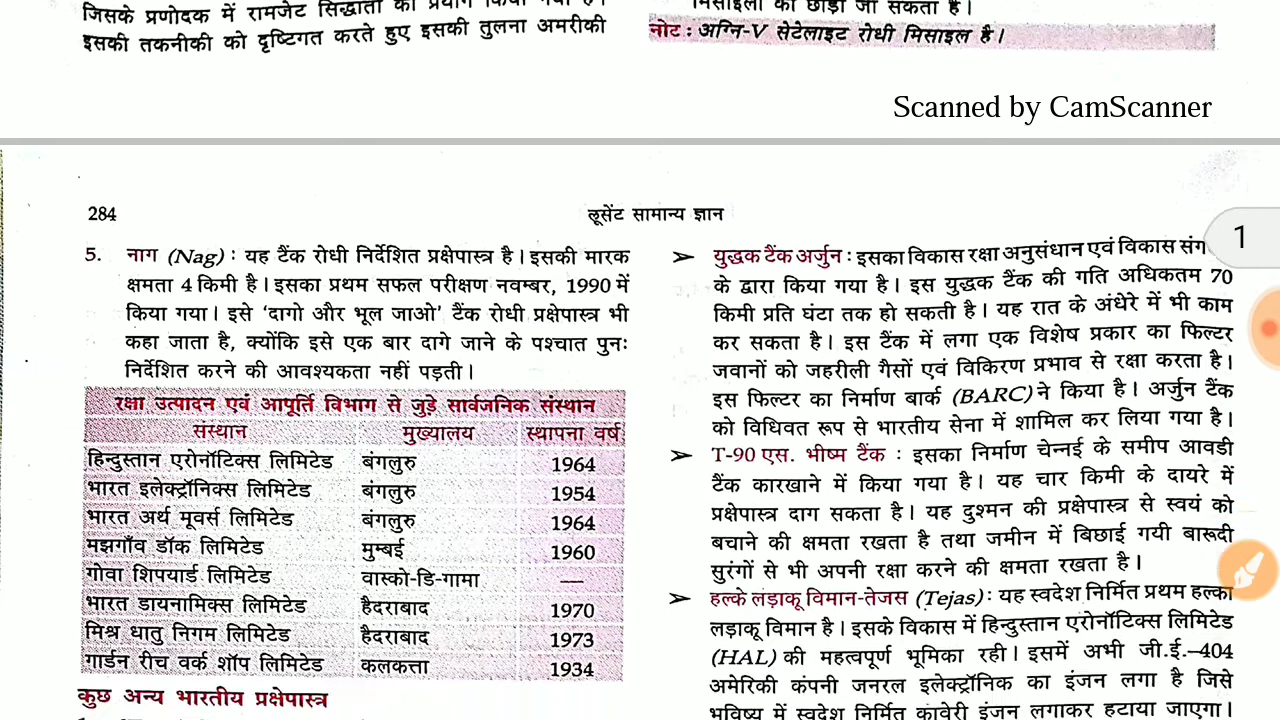 जिसके प्रणोदक में रामजेट सिद्धांतों का प्रयोग किया गया है।
इसकी तकनीकी को दृष्टिगत करते हुए इसकी तुलना अमरीकी
मिसाइलों को छोड़ा जा सकता है।
नोट : अग्नि-V सेटेलाइट रोधी मिसाइल है।
Scanned by CamScanner
284
लूसेंट सामान्य ज्ञान
1
5. नाग (Nag) : यह टैंक रोधी निर्देशित प्रक्षेपास्त्र है। इसकी मारक
क्षमता 4 किमी है। इसका प्रथम सफल परीक्षण नवम्बर, 1990 में
किया गया। इसे ‘दागो और भूल जाओ’ टैंक रोधी प्रक्षेपास्त्र भी
कहा जाता है, क्योंकि इसे एक बार दागे जाने के पश्चात पुनः
निर्देशित करने की आवश्यकता नहीं पड़ती।
रक्षा उत्पादन एवं आपूर्ति विभाग से जुड़े सार्वजनिक संस्थान
संस्थान मुख्यालय स्थापना वर्ष
हिन्दुस्तान एरोनॉटिक्स लिमिटेड बंगलुरु 1964
भारत इलेक्ट्रॉनिक्स लिमिटेड बंगलुरु 1954
भारत अर्थ मूवर्स लिमिटेड बंगलुरु 1964
मझगाँव डॉक लिमिटेड मुम्बई 1960
गोवा शिपयार्ड लिमिटेड वास्को-डि-गामा —
भारत डायनामिक्स लिमिटेड हैदराबाद 1970
मिश्र धातु निगम लिमिटेड हैदराबाद 1973
गार्डन रीच वर्क शॉप लिमिटेड कलकत्ता 1934
कुछ अन्य भारतीय प्रक्षेपास्त्र
➢ युद्धक टैंक अर्जुन : इसका विकास रक्षा अनुसंधान एवं विकास
के द्वारा किया गया है। इस युद्धक टैंक की गति अधिकतम 70
किमी प्रति घंटा तक हो सकती है। यह रात के अंधेरे में भी काम
कर सकता है। इस टैंक में लगा एक विशेष प्रकार का फिल्टर
जवानों को जहरीली गैसों एवं विकिरण प्रभाव से रक्षा करता है।
इस फिल्टर का निर्माण बार्क (BARC) ने किया है। अर्जुन टैंक
को विधिवत रूप से भारतीय सेना में शामिल कर लिया गया है।
➢ T-90 एस. भीष्म टैंक : इसका निर्माण चेन्नई के समीप आवडी
टैंक कारखाने में किया गया है। यह चार किमी के दायरे में
प्रक्षेपास्त्र दाग सकता है। यह दुश्मन की प्रक्षेपास्त्र से स्वयं को
बचाने की क्षमता रखता है तथा जमीन में बिछाई गयी बारूदी
सुरंगों से भी अपनी रक्षा करने की क्षमता रखता है।
➢ हल्के लड़ाकू विमान-तेजस (Tejas) : यह स्वदेश निर्मित प्रथम हल्का
लड़ाकू विमान है। इसके विकास में हिन्दुस्तान एरोनॉटिक्स लिमिटेड
(HAL) की महत्वपूर्ण भूमिका रही। इसमें अभी जी.ई.–404
अमेरिकी कंपनी जनरल इलेक्ट्रॉनिक का इंजन लगा है जिसे
भविष्य में स्वदेश निर्मित कावेरी इंजन लगाकर हटाया जाएगा।